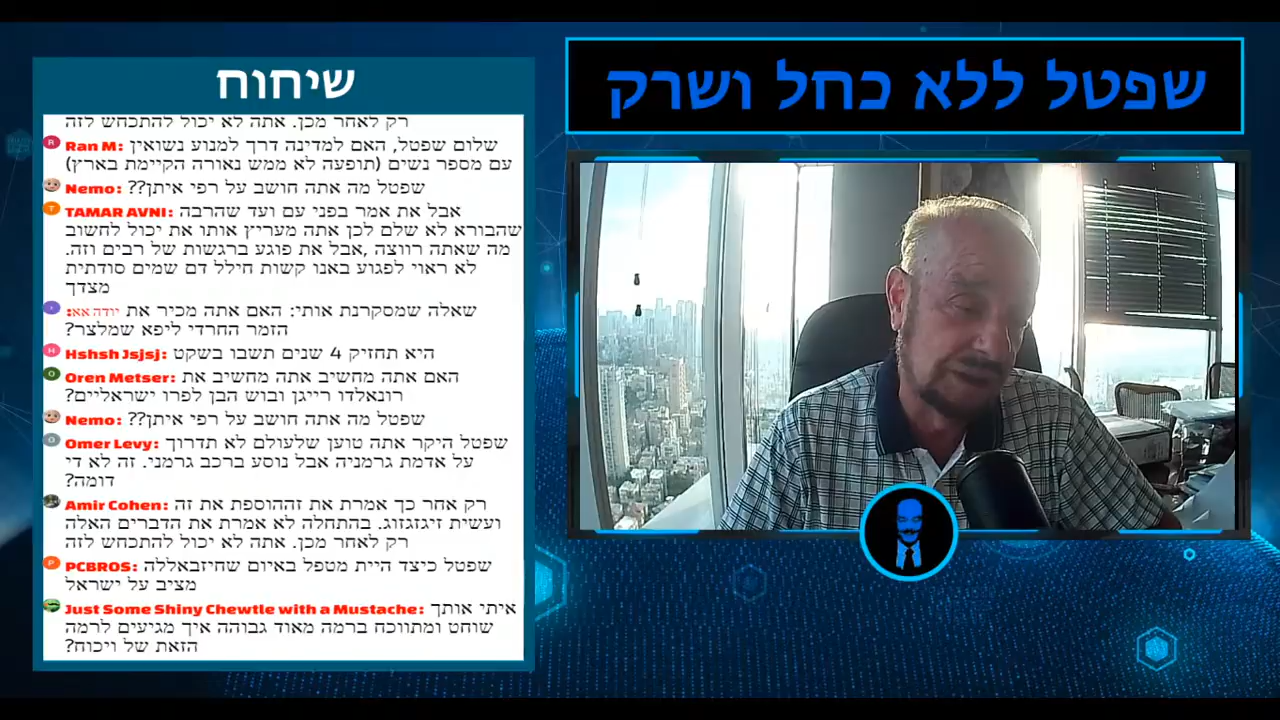 שפטל ללא כחל ושרק
שיחוח
רק לאחר מכן. אתה לא יכול להתכחש לזה
Ran M: שלום שפטל, האם למדינה דרך למנוע נשואין
עם מספר נשים (תופעה לא ממש נאורה הקיימת בארץ)
Nemo: שפטל מה אתה חושב על רפי איתן??
TAMAR AVNI: אבל את אמר בפני עם ועד שהרבה
שהבורא לא שלם לכן אתה מעריץ אותו את יכול לחשוב
מה שאתה רווצה ,אבל את פוגע ברגשות של רבים וזה.
לא ראוי לפגוע באנו קשות חילל דם שמים סודתית
מצדך
יודה אא: שאלה שמסקרנת אותי: האם אתה מכיר את
הזמר החרדי ליפא שמלצר?
Hshsh Jsjsj: היא תחזיק 4 שנים תשבו בשקט
Oren Metser: האם אתה מחשיב אתה מחשיב את
רונאלדו רייגן ובוש הבן לפרו ישראליים?
Nemo: שפטל מה אתה חושב על רפי איתן??
Omer Levy: שפטל היקר אתה טוען שלעולם לא תדרוך
על אדמת גרמניה אבל נוסע ברכב גרמני. זה לא די
דומה?
Amir Cohen: רק אחר כך אמרת את זההוספת את זה
ועשית זיגזגזוג. בהתחלה לא אמרת את הדברים האלה
רק לאחר מכן. אתה לא יכול להתכחש לזה
PCBROS: שפטל כיצד היית מטפל באיום שחיזבאללה
מציב על ישראל
Just Some Shiny Chewtle with a Mustache: איתי אותך
שוחט ומתווכח ברמה מאוד גבוהה איך מגיעים לרמה
הזאת של ויכוח?